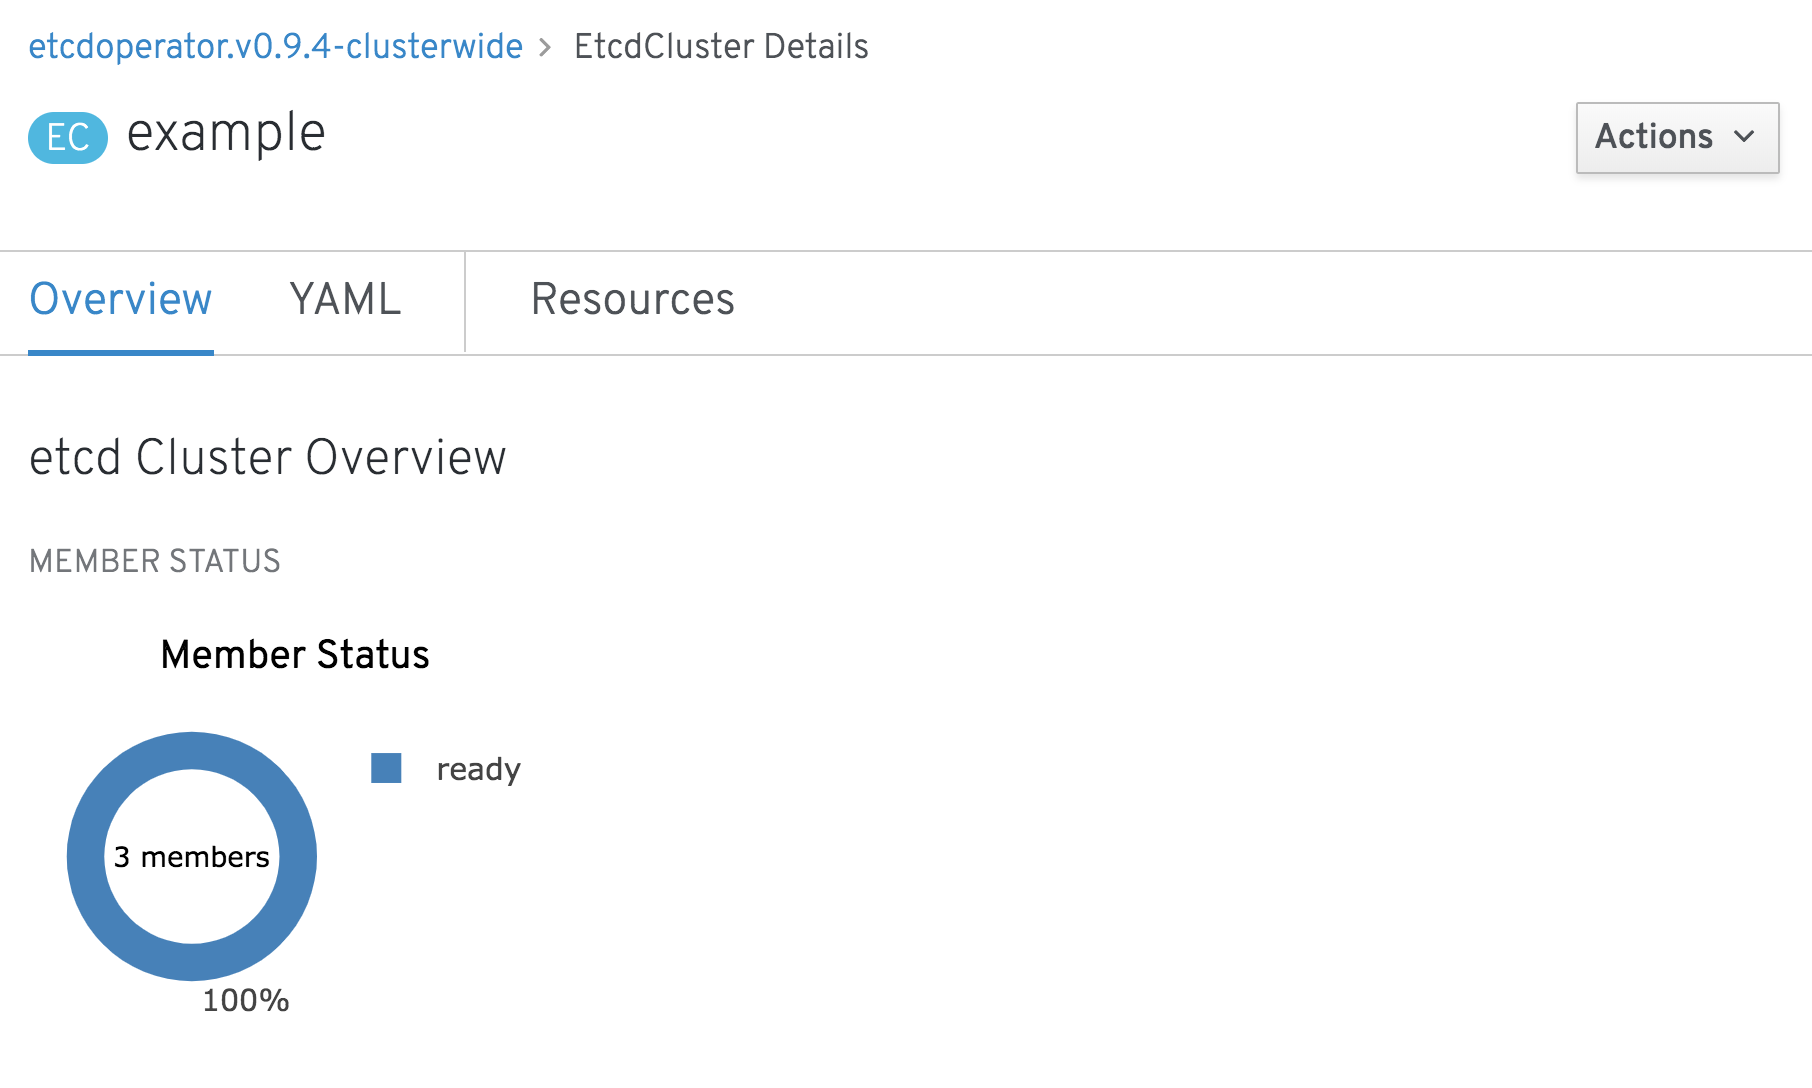 etcdoperator.v0.9.4-clusterwide > EtcdCluster Details
EC example
Actions
Overview YAML Resources
etcd Cluster Overview
MEMBER STATUS
Member Status
ready
3 members
100%